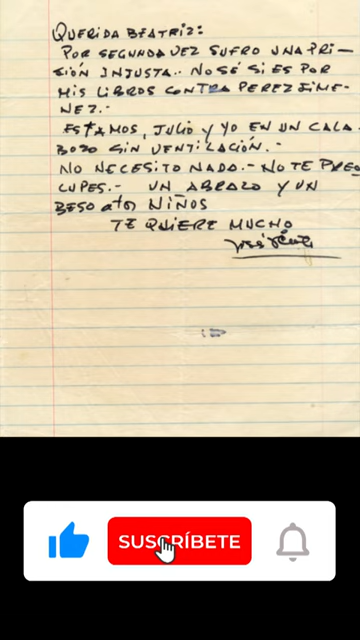 QUERIDA BEATRIZ:
POR SEGUNDA VEZ SUFRO UNA PRI-
SIÓN INJUSTA.. NO SÉ SI ES POR
MIS LIBROS CONTRA PEREZ JIME-
NEZ.-
ESTAMOS, JULIO Y YO EN UN CALA
BOZO SIN VENTILACIÓN.-
NO NECESITO NADA.- NO TE PREO
CUPES.- UN ABRAZO Y UN
BESO a los NIÑOS
TE QUIERE MUCHO
SUSCRÍBETE